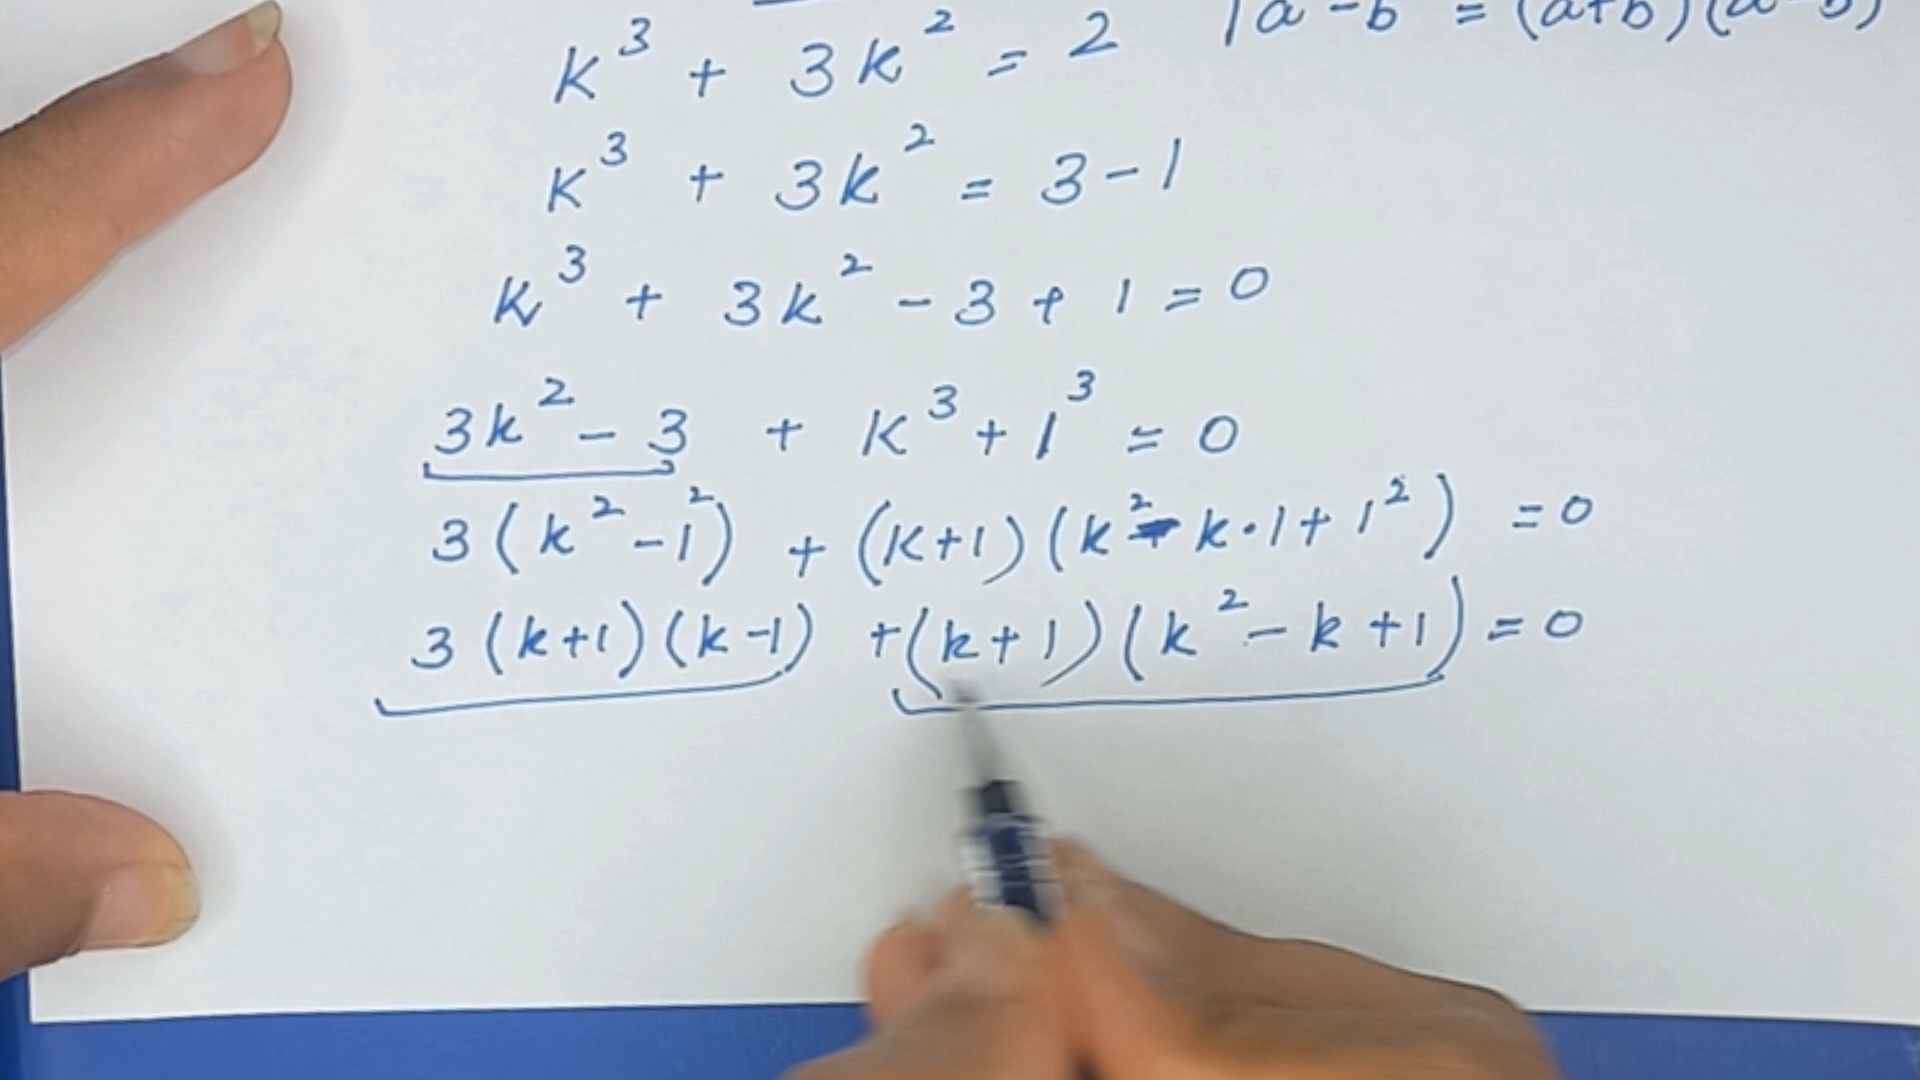 K³ + 3k² = 2 | a - b = (a+b)(a-b)
K³ + 3k² = 3-1
K³ + 3k² - 3 + 1 = 0
3k² - 3 + K³ + 1³ = 0
3(k² - 1²) + (K+1)(k² - k·1 + 1²) = 0
3(k+1)(k-1) + (k+1)(k² - k + 1) = 0